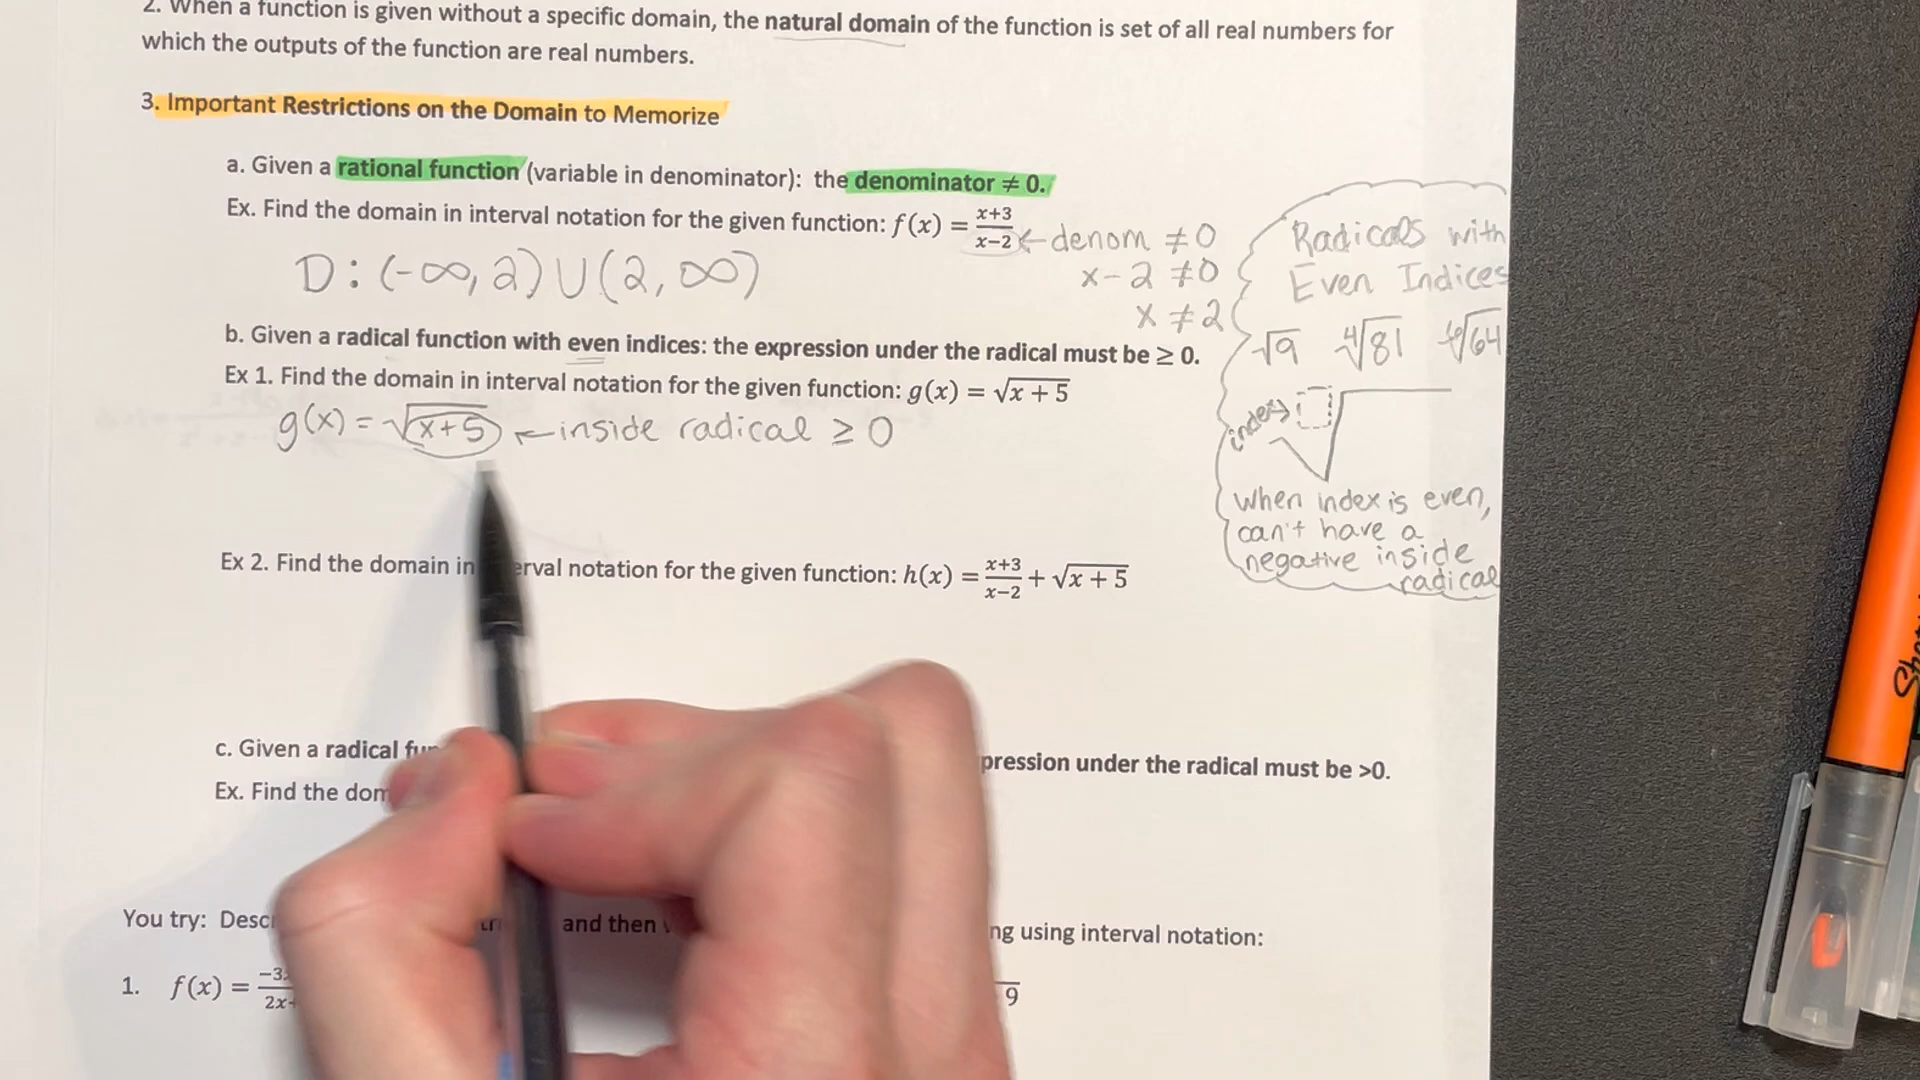 2. When a function is given without a specific domain, the natural domain of the function is set of all real numbers for
which the outputs of the function are real numbers.
3. Important Restrictions on the Domain to Memorize
a. Given a rational function (variable in denominator): the denominator ≠ 0.
Ex. Find the domain in interval notation for the given function: f(x) = x+3/x−2 ← denom ≠ 0
D: (-∞, 2) ∪ (2, ∞)
x - 2 ≠ 0
x ≠ 2
b. Given a radical function with even indices: the expression under the radical must be ≥ 0.
Ex 1. Find the domain in interval notation for the given function: g(x) = √x + 5
g(x) = √x+5 ← inside radical ≥ 0
Radicals with
Even Indices
√9 ∜81 ⁶√64
index
when index is even,
can't have a
negative inside
radical
Ex 2. Find the domain in erval notation for the given function: h(x) = x+3/x−2 + √x + 5
c. Given a radical pression under the radical must be >0.
Ex. Find the
You try: and then ng using interval notation:
1. f(x) = −3 / 2x 9